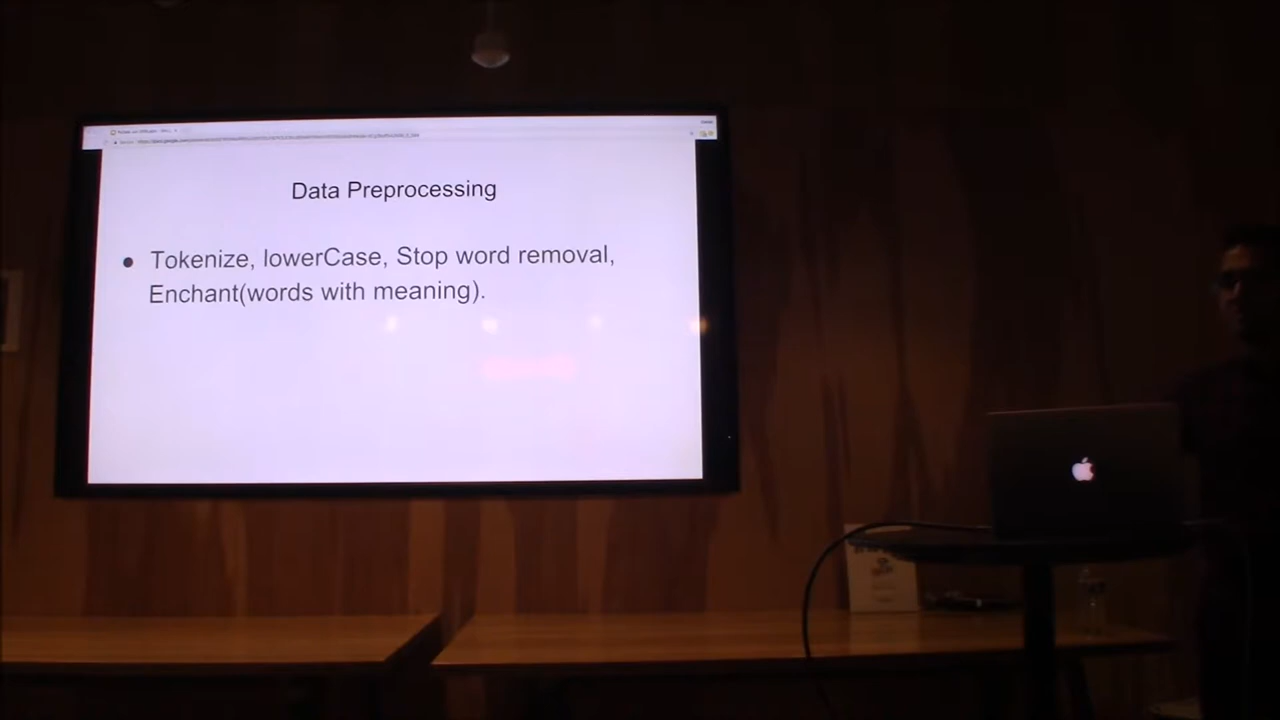 Data Preprocessing
● Tokenize, lowerCase, Stop word removal,
Enchant(words with meaning).